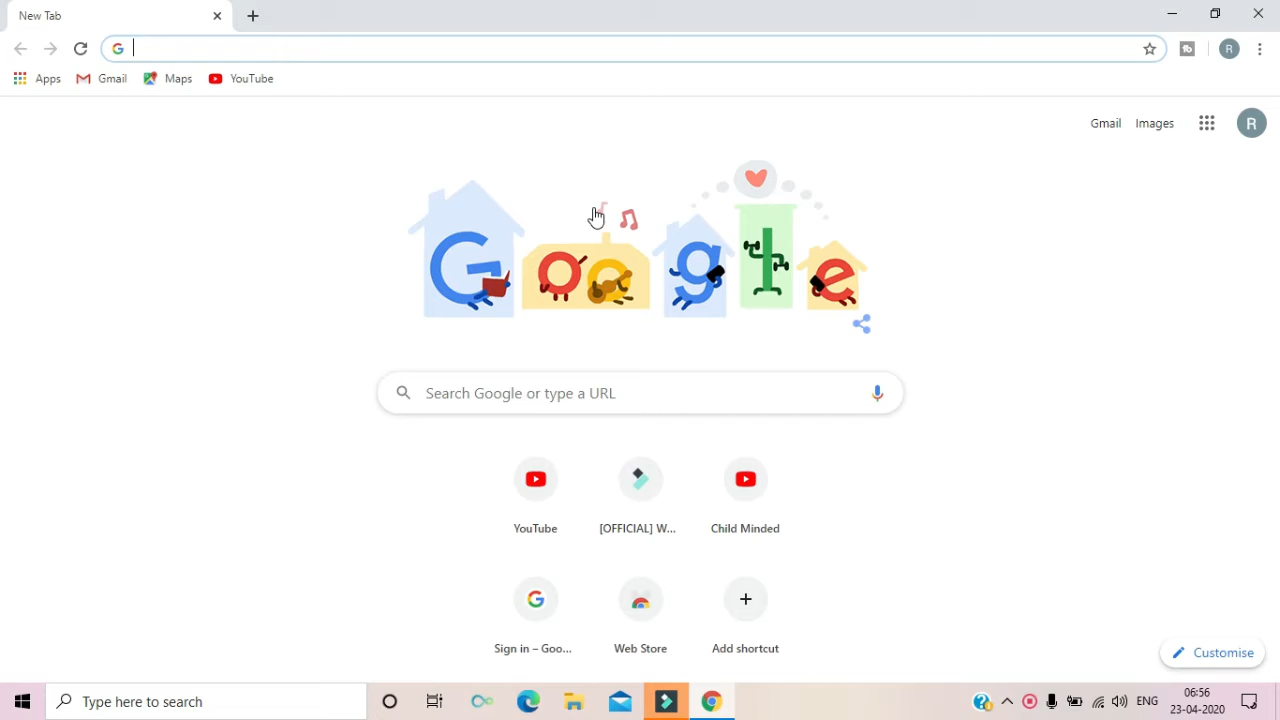 New Tab
Apps Gmail Maps YouTube
R
Gmail Images R
Google
Search Google or type a URL
YouTube [OFFICIAL] W... Child Minded
Sign in – Goo... Web Store Add shortcut
Customise
Type here to search
ENG
06:56
23-04-2020